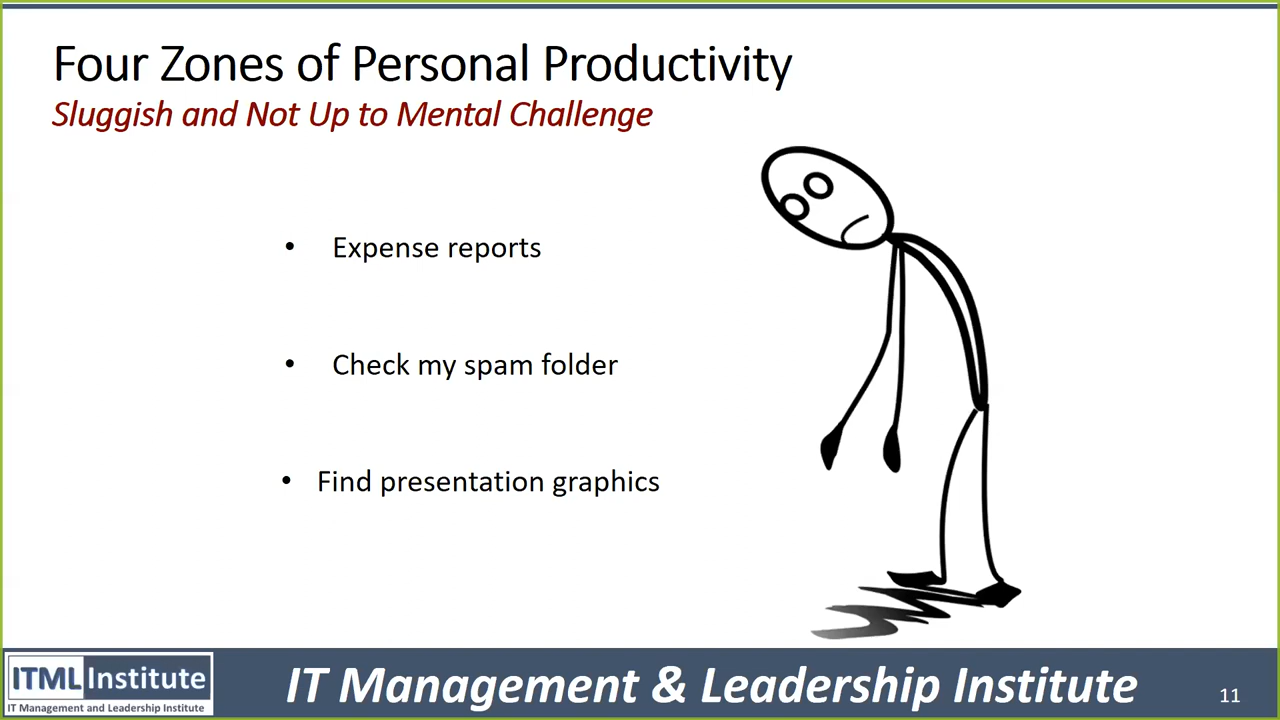 Four Zones of Personal Productivity
Sluggish and Not Up to Mental Challenge
• Expense reports
• Check my spam folder
• Find presentation graphics
ITML Institute
IT Management and Leadership Institute
IT Management & Leadership Institute
11